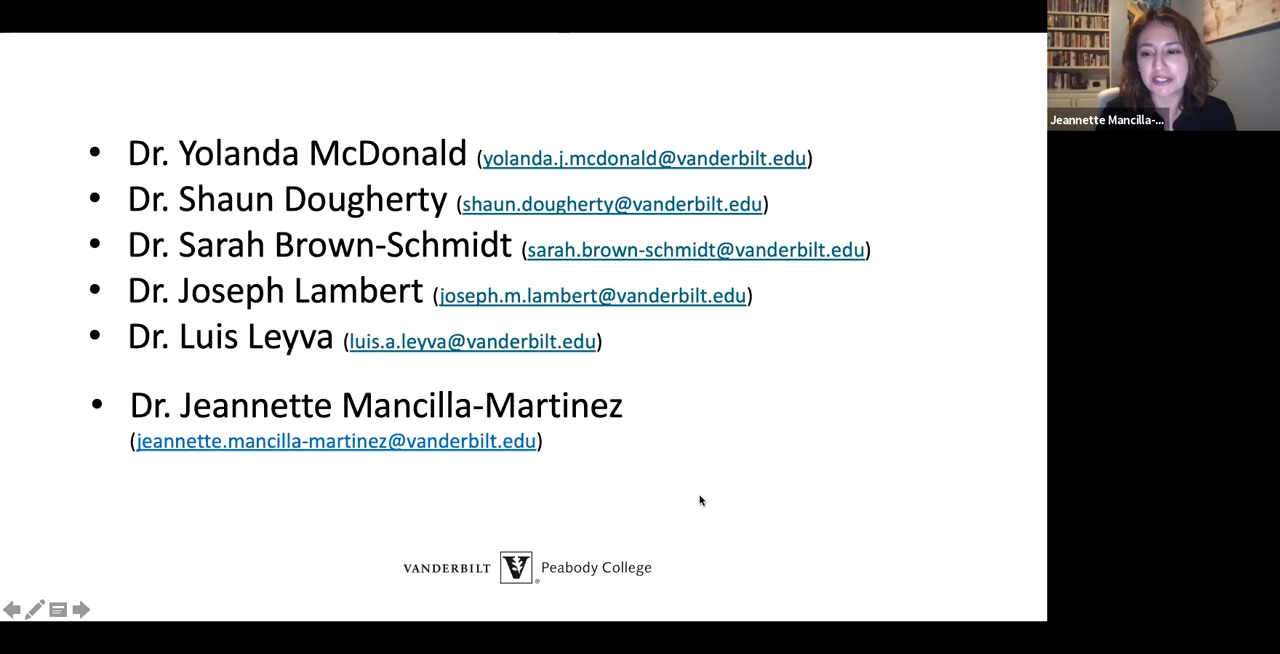 • Dr. Yolanda McDonald (yolanda.j.mcdonald@vanderbilt.edu)
• Dr. Shaun Dougherty (shaun.dougherty@vanderbilt.edu)
• Dr. Sarah Brown-Schmidt (sarah.brown-schmidt@vanderbilt.edu)
• Dr. Joseph Lambert (joseph.m.lambert@vanderbilt.edu)
• Dr. Luis Leyva (luis.a.leyva@vanderbilt.edu)
• Dr. Jeannette Mancilla-Martinez
(jeannette.mancilla-martinez@vanderbilt.edu)
VANDERBILT V® Peabody College
Jeannette Mancilla-...